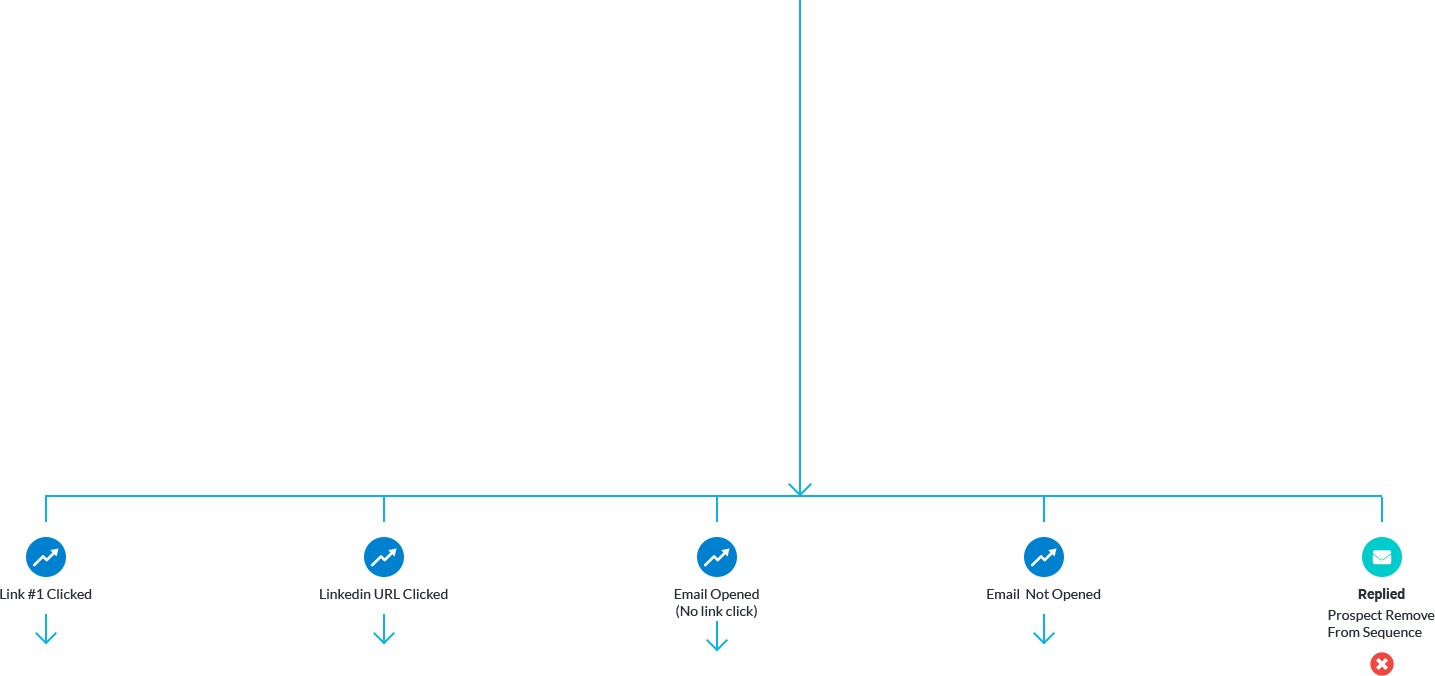 Link #1 Clicked
Linkedin URL Clicked
Email Opened
(No link click)
Email  Not Opened
Replied
Prospect Remove
From Sequence